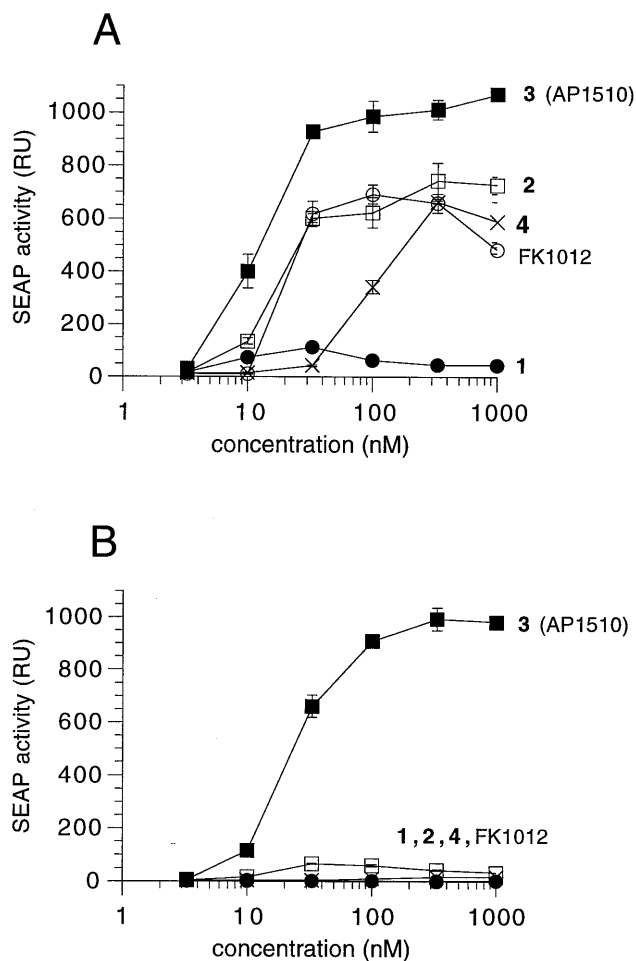 A
SEAP activity (RU)
1000
800
600
400
200
0
3 (AP1510)
2
4
FK1012
1
1 10 100 1000
concentration (nM)
B
SEAP activity (RU)
1000
800
600
400
200
0
3 (AP1510)
1,2,4,FK1012
1 10 100 1000
concentration (nM)